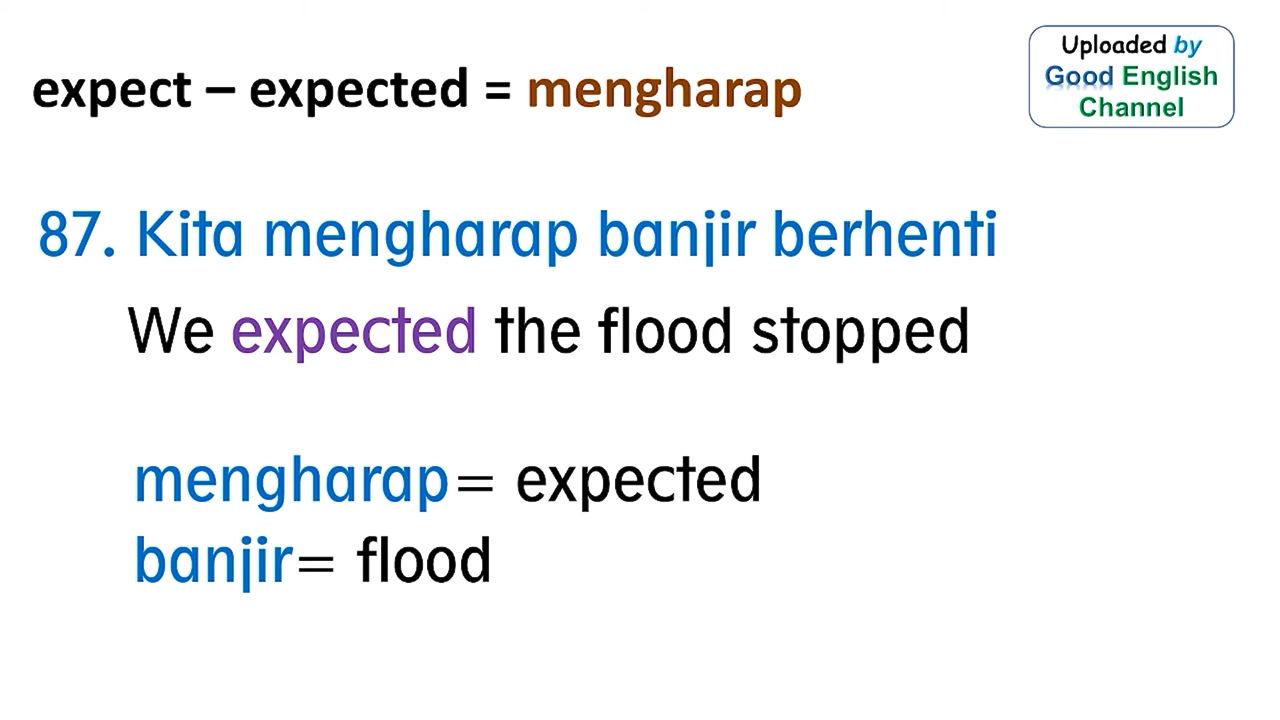 Uploaded by
Good English
Channel
expect – expected = mengharap
87. Kita mengharap banjir berhenti
We expected the flood stopped
mengharap= expected
banjir= flood